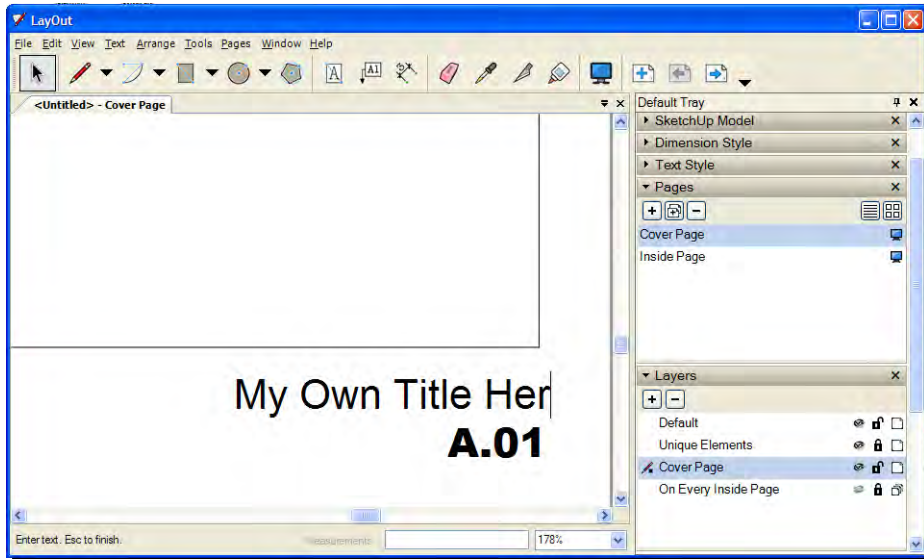 LayOut
File Edit View Text Arrange Tools Pages Window Help
A A1
<Untitled> - Cover Page
Default Tray
SketchUp Model
Dimension Style
Text Style
Pages
Cover Page
Inside Page
My Own Title Her
A.01
Layers
Default
Unique Elements
Cover Page
On Every Inside Page
Enter text. Esc to finish.
Measurements
178%